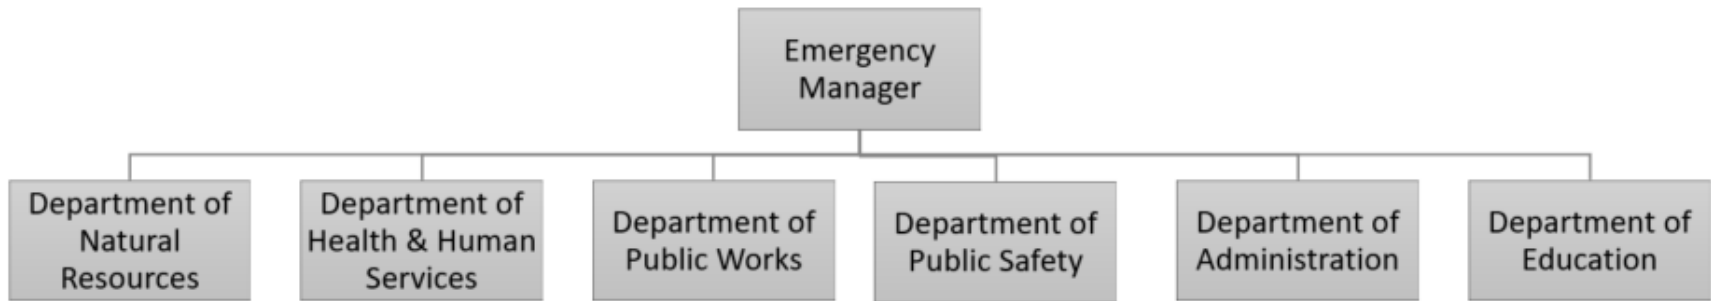 Emergency
Manager
Department of
Natural
Resources
Department of
Health & Human
Services
Department of
Public Works
Department of
Public Safety
Department of
Administration
Department of
Education